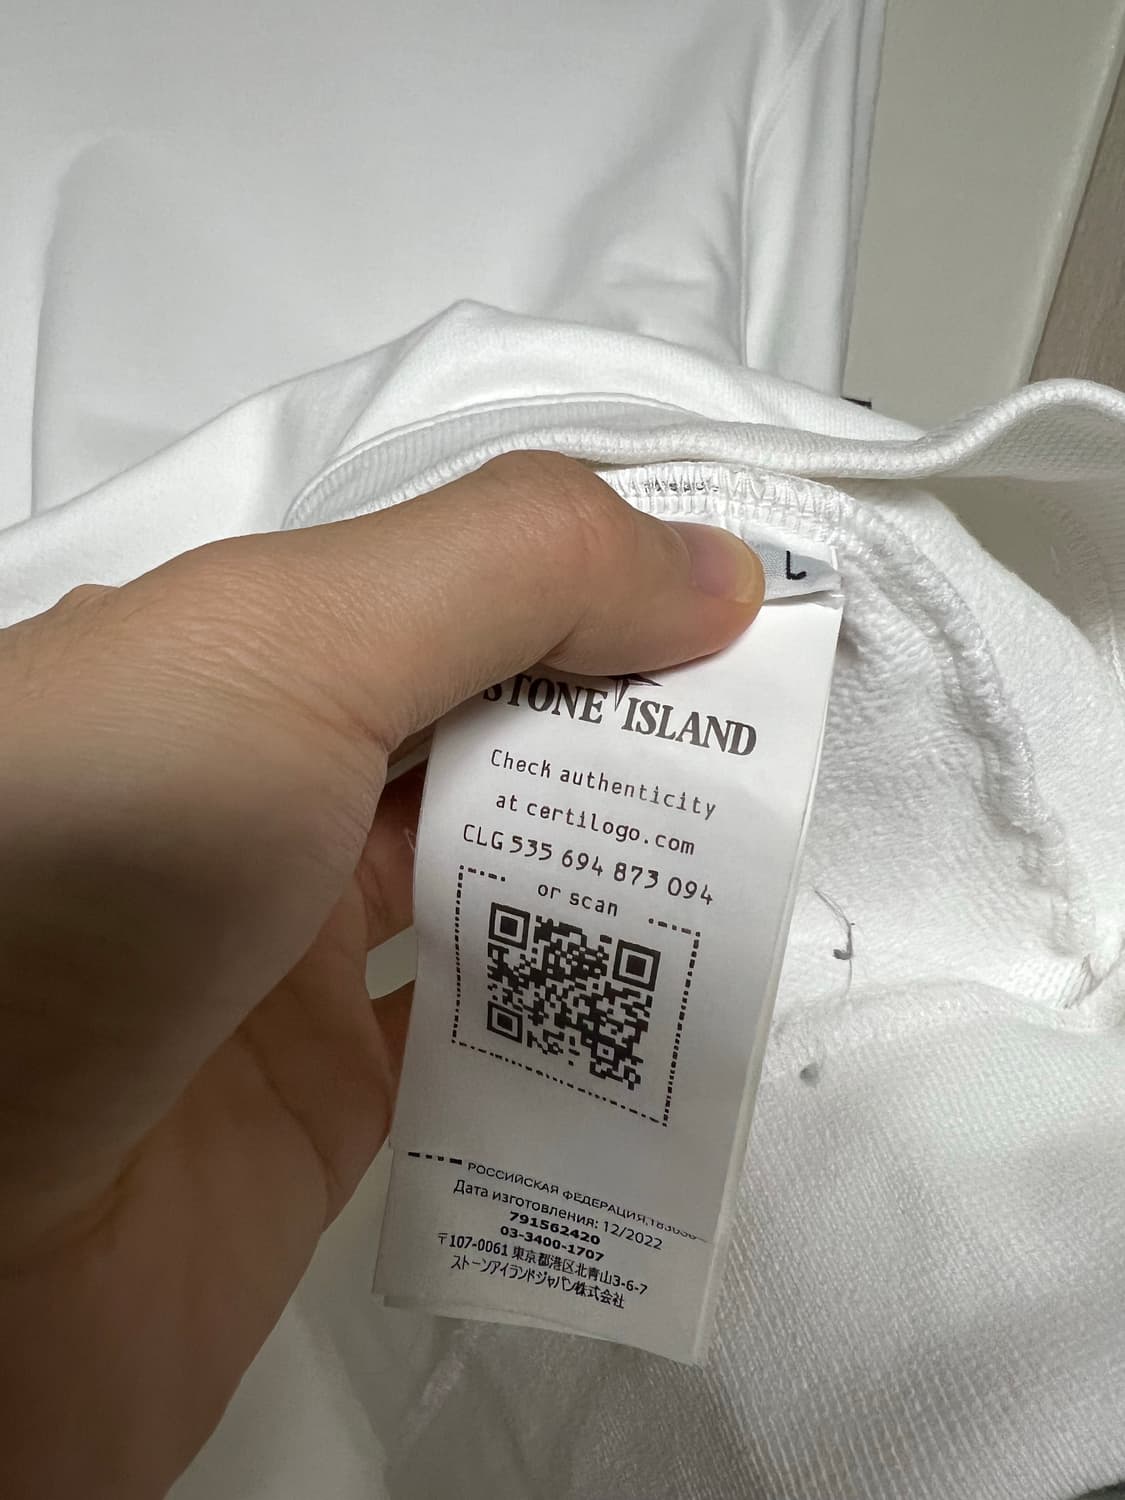 L
STONE ISLAND
Check authenticity
at certilogo.com
CLG 535 694 873 094
or scan
РОССИЙСКАЯ ФЕДЕРАЦИЯ,183038
Дата изготовления: 12/2022
791562420
03-3400-1707
〒107-0061 東京都港区北青山3-6-7
ストーンアイランドジャパン株式会社